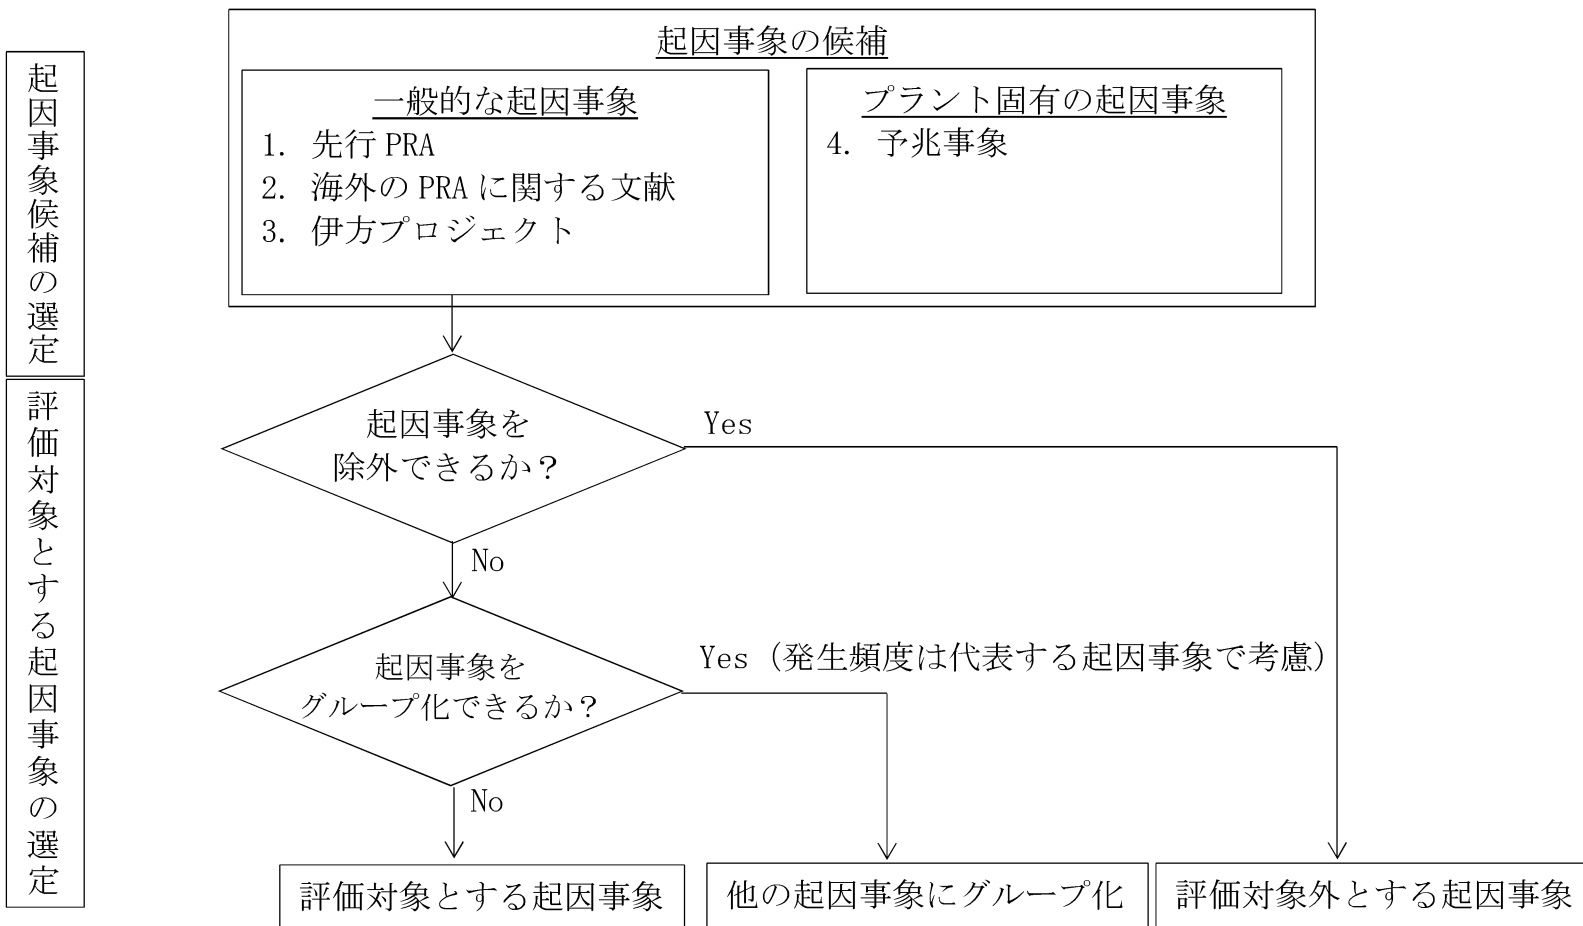 起因事象候補の選定
評価対象とする起因事象の選定
起因事象の候補
一般的な起因事象
1. 先行 PRA
2. 海外の PRA に関する文献
3. 伊方プロジェクト
プラント固有の起因事象
4. 予兆事象
起因事象を
除外できるか？
Yes
No
起因事象を
グループ化できるか？
Yes (発生頻度は代表する起因事象で考慮)
No
評価対象とする起因事象
他の起因事象にグループ化
評価対象外とする起因事象